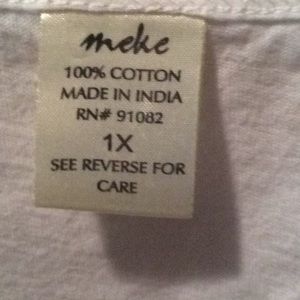 meke
100% COTTON
MADE IN INDIA
RN# 91082
1X
SEE REVERSE FOR
CARE